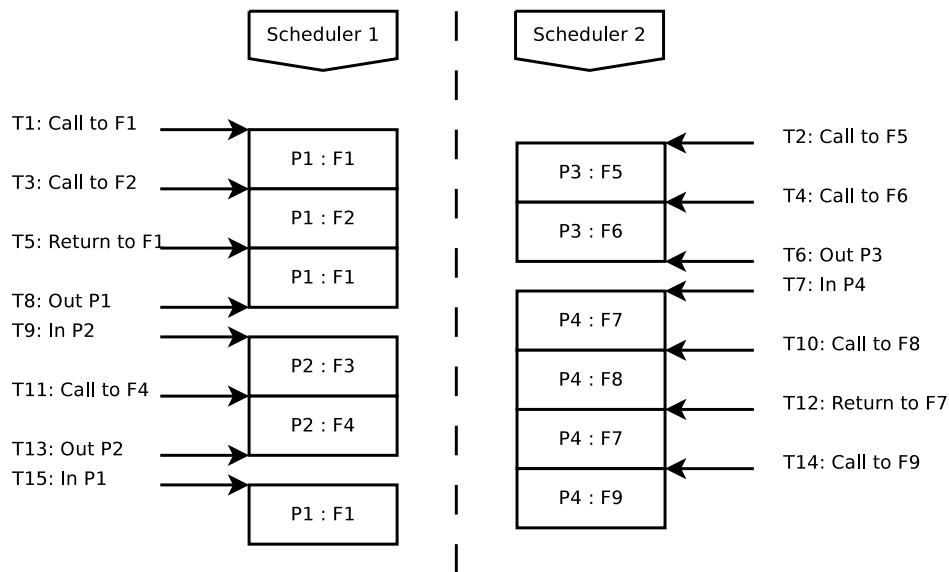 Scheduler 1
Scheduler 2
T1: Call to F1
T2: Call to F5
P1 : F1
P3 : F5
T3: Call to F2
T4: Call to F6
P1 : F2
P3 : F6
T5: Return to F1
T6: Out P3
P1 : F1
T7: In P4
T8: Out P1
P4 : F7
T9: In P2
T10: Call to F8
P2 : F3
P4 : F8
T11: Call to F4
T12: Return to F7
P2 : F4
P4 : F7
T13: Out P2
T14: Call to F9
T15: In P1
P4 : F9
P1 : F1